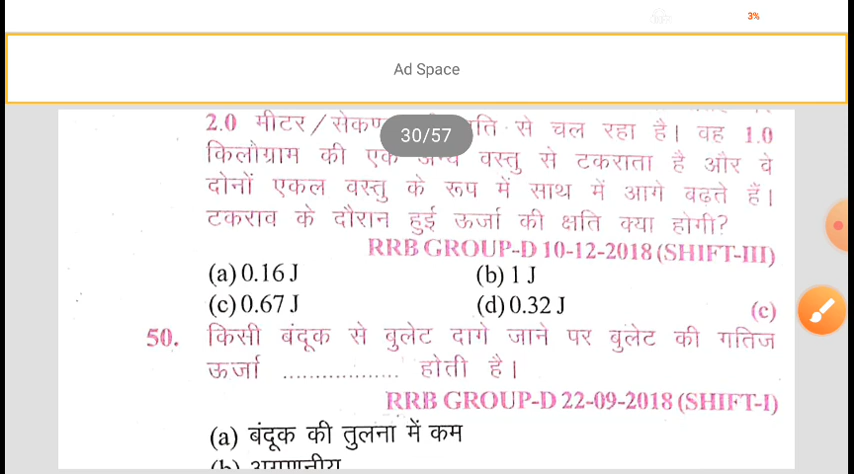 3%
Ad Space
2.0 मीटर/सेकण्ड से चल रहा है। वह 1.0
30/57
किलोग्राम की एक अन्य वस्तु से टकराता है और वे
दोनों एकल वस्तु के रूप में साथ में आगे बढ़ते हैं।
टकराव के दौरान हुई ऊर्जा की क्षति क्या होगी?
RRB GROUP-D 10-12-2018 (SHIFT-III)
(a) 0.16 J (b) 1 J
(c) 0.67 J (d) 0.32 J (c)
50. किसी बंदूक से बुलेट दागे जाने पर बुलेट की गतिज
ऊर्जा .................. होती है।
RRB GROUP-D 22-09-2018 (SHIFT-I)
(a) बंदूक की तुलना में कम
(b)